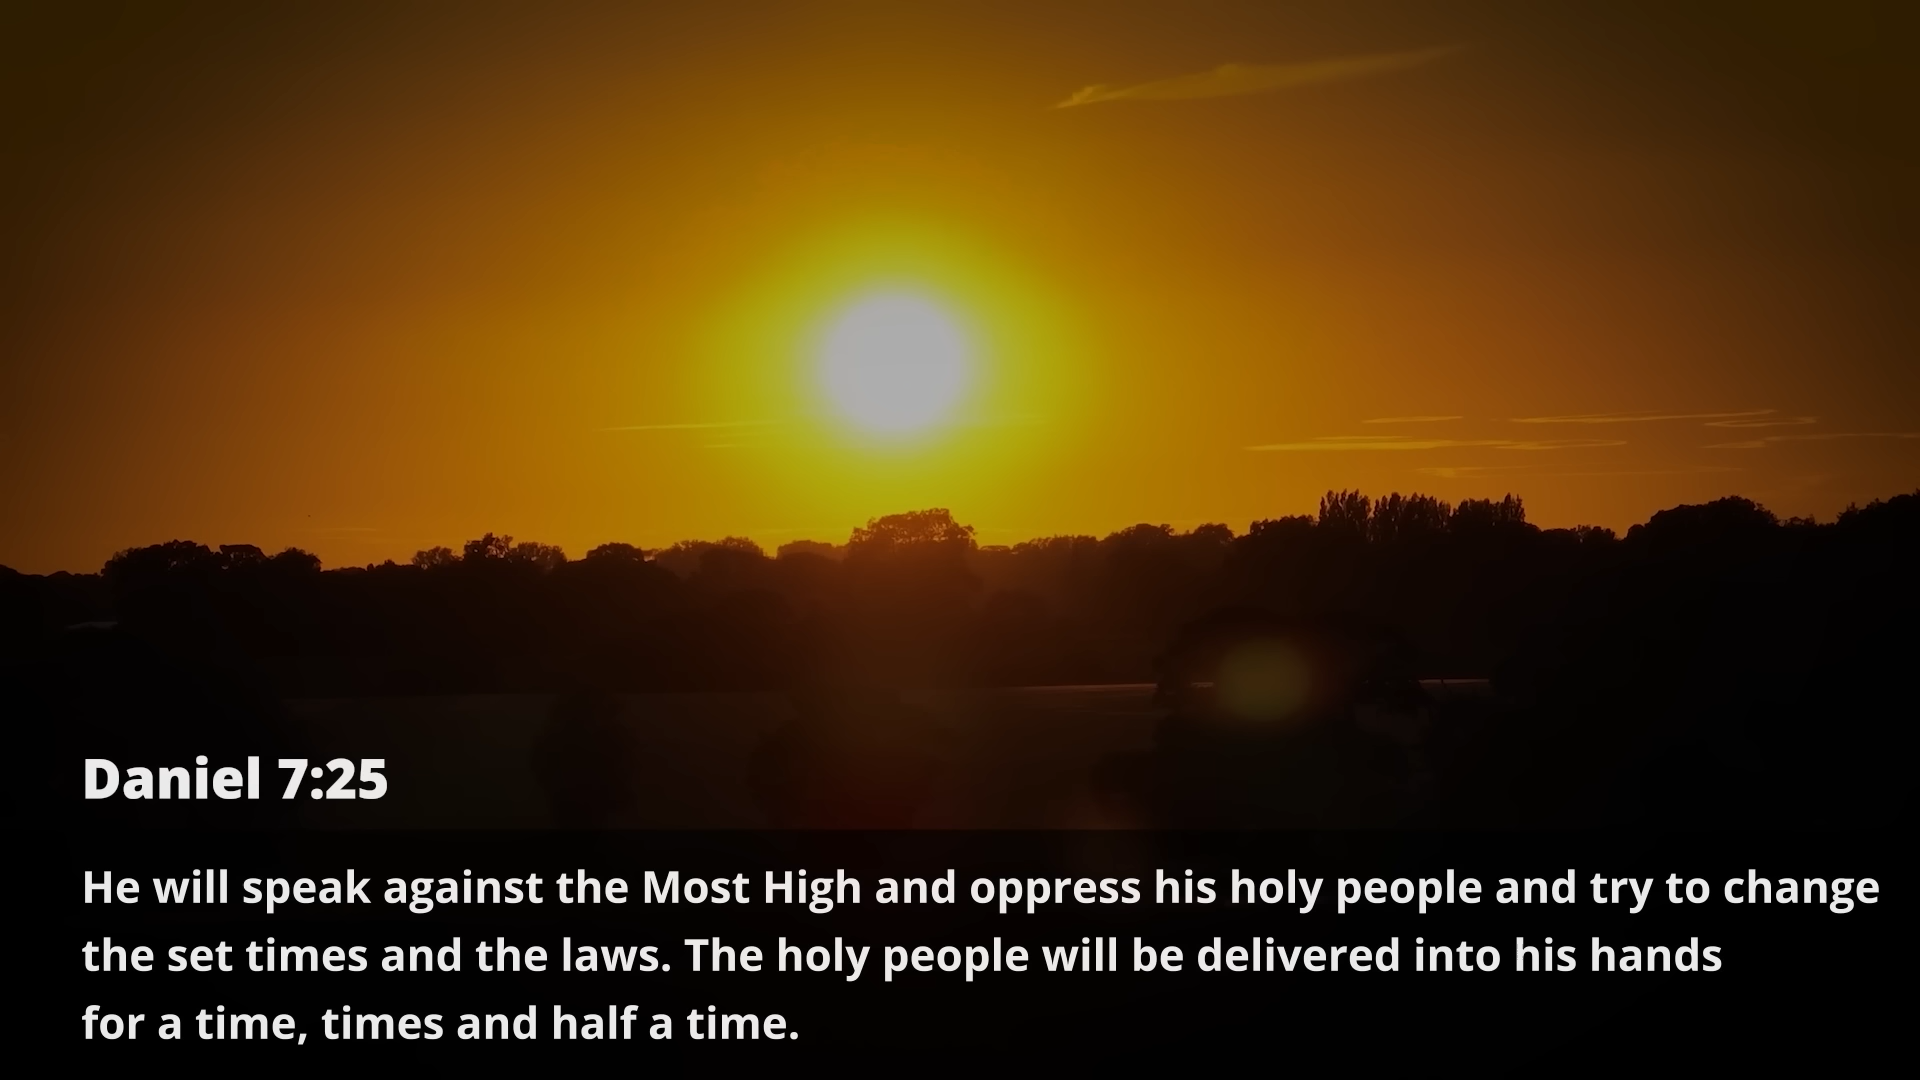 Daniel 7:25
He will speak against the Most High and oppress his holy people and try to change
the set times and the laws. The holy people will be delivered into his hands
for a time, times and half a time.